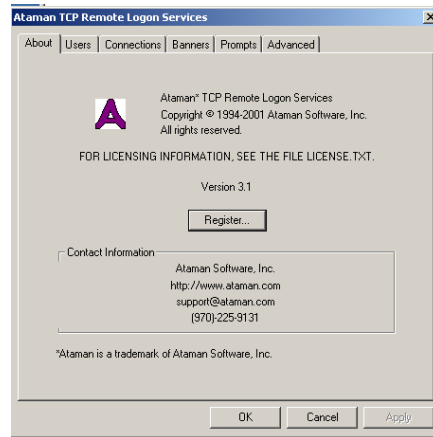 Ataman TCP Remote Logon Services
About Users Connections Banners Prompts Advanced
Ataman* TCP Remote Logon Services
Copyright © 1994-2001 Ataman Software, Inc.
All rights reserved.
FOR LICENSING INFORMATION, SEE THE FILE LICENSE.TXT.
Version 3.1
Register...
Contact Information
Ataman Software, Inc.
http://www.ataman.com
support@ataman.com
(970)-225-9131
*Ataman is a trademark of Ataman Software, Inc.
OK Cancel Apply